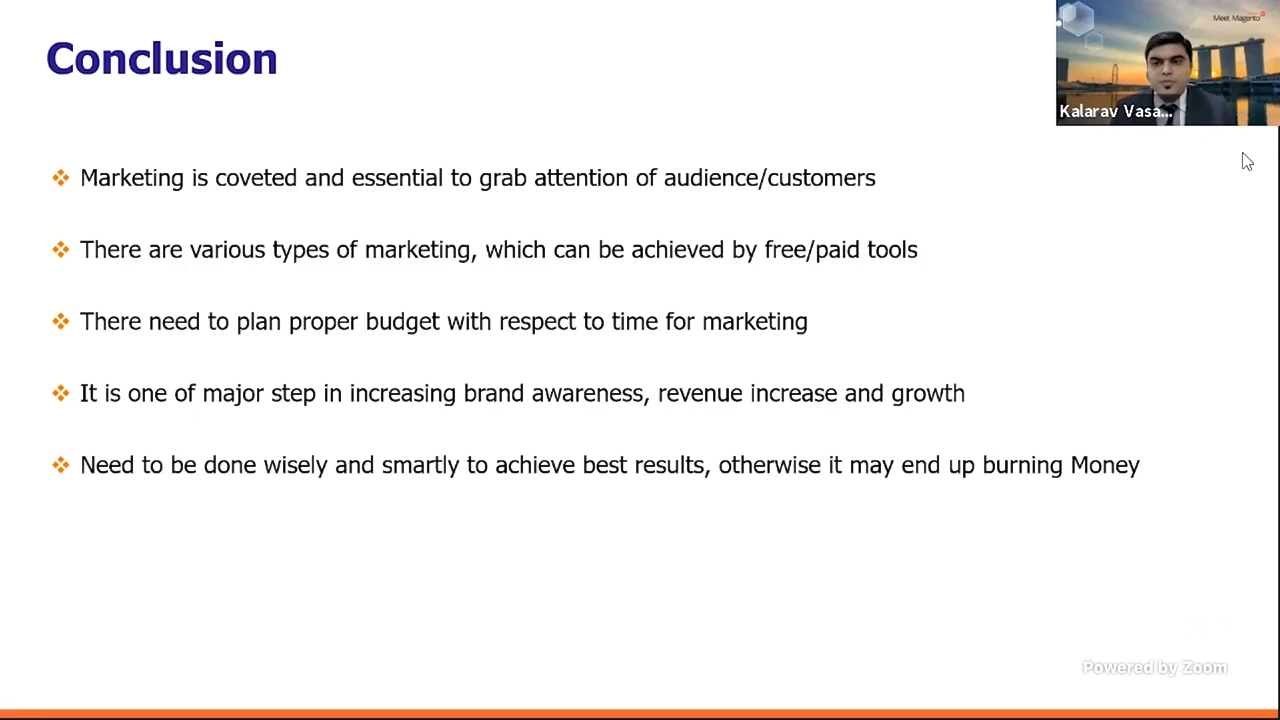 Conclusion
Meet Magento
Kalarav Vasa...
Marketing is coveted and essential to grab attention of audience/customers
There are various types of marketing, which can be achieved by free/paid tools
There need to plan proper budget with respect to time for marketing
It is one of major step in increasing brand awareness, revenue increase and growth
Need to be done wisely and smartly to achieve best results, otherwise it may end up burning Money
Powered by Zoom